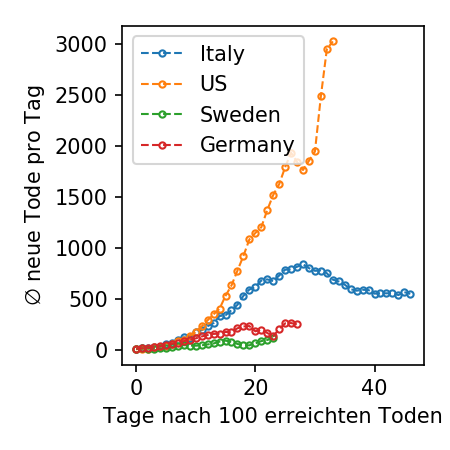 3000
2500
2000
1500
1000
500
0
∅ neue Tode pro Tag
Italy
US
Sweden
Germany
0 20 40
Tage nach 100 erreichten Toden